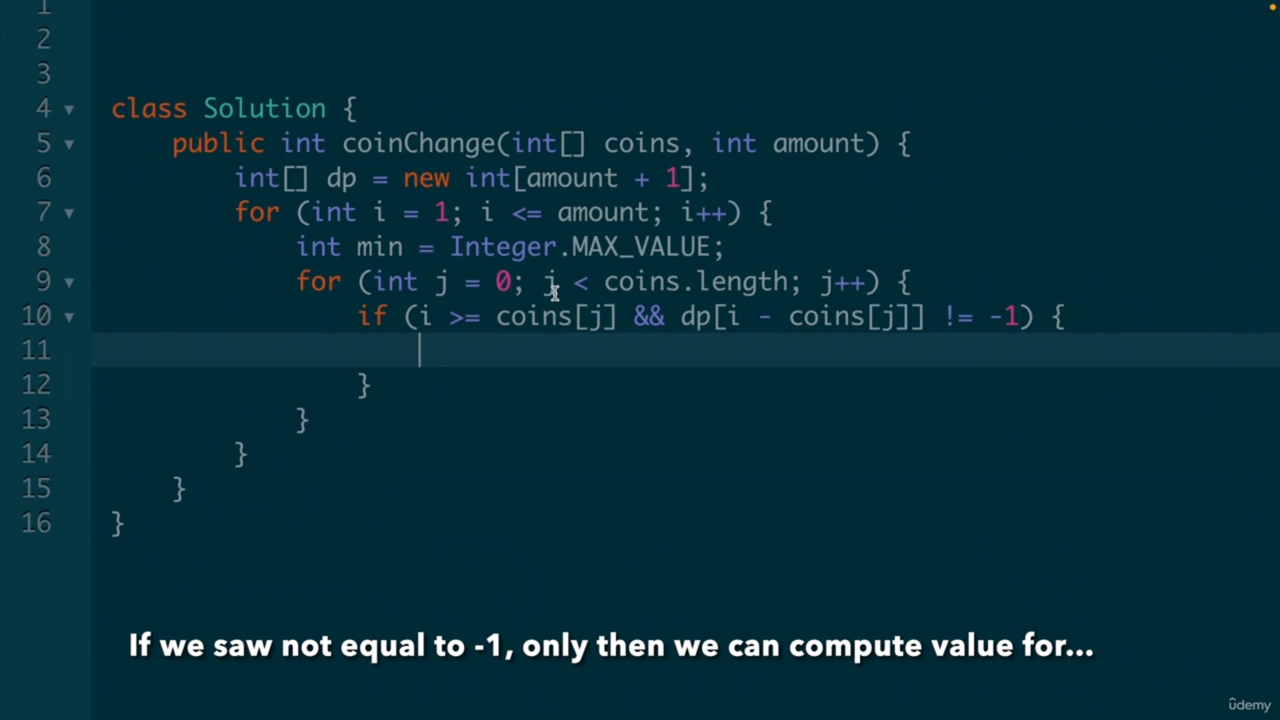 1
2
3
4 class Solution {
5 public int coinChange(int[] coins, int amount) {
6 int[] dp = new int[amount + 1];
7 for (int i = 1; i <= amount; i++) {
8 int min = Integer.MAX_VALUE;
9 for (int j = 0; j < coins.length; j++) {
10 if (i >= coins[j] && dp[i - coins[j]] != -1) {
11
12 }
13 }
14 }
15 }
16 }
If we saw not equal to -1, only then we can compute value for...
ûdemy